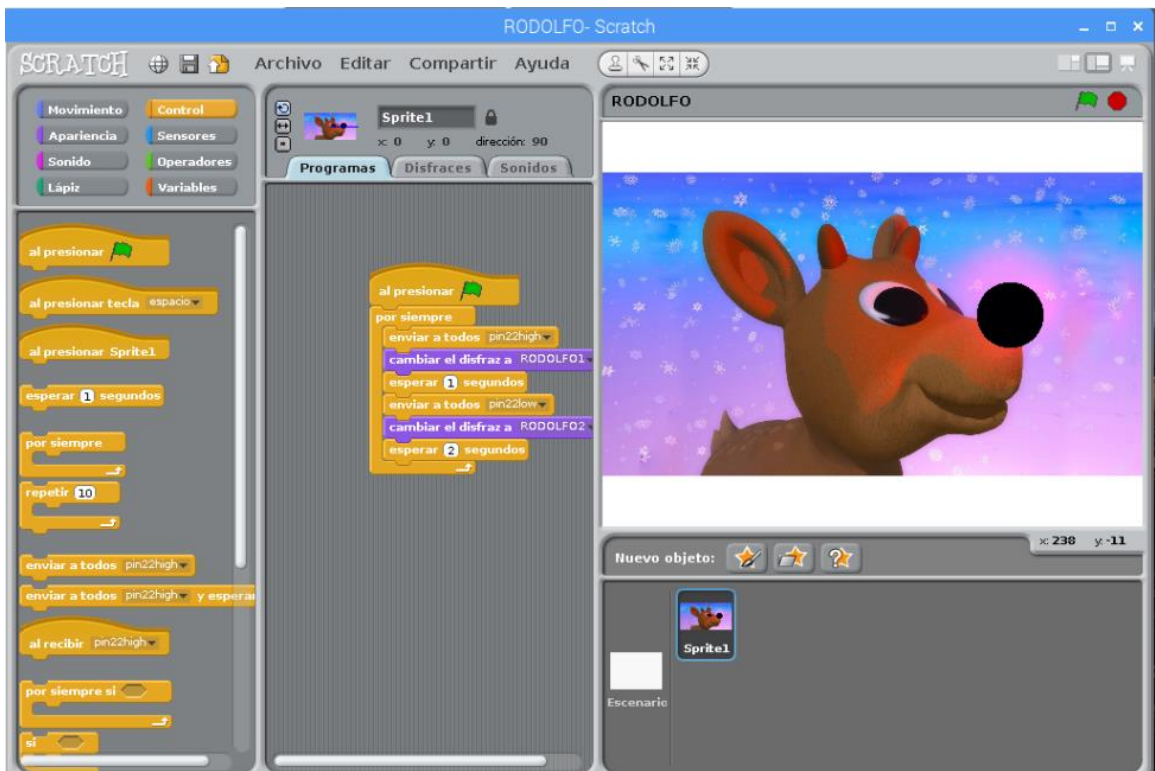 RODOLFO- Scratch
SCRATCH Archivo Editar Compartir Ayuda
Movimiento Control
Apariencia Sensores
Sonido Operadores
Lápiz Variables
al presionar
al presionar tecla espacio
al presionar Sprite1
esperar 1 segundos
por siempre
repetir 10
enviar a todos pin22high
enviar a todos pin22high y esperar
al recibir pin22high
por siempre si
si
Sprite1
x: 0 y: 0 dirección: 90
Programas Disfraces Sonidos
al presionar
por siempre
enviar a todos pin22high
cambiar el disfraz a RODOLFO1
esperar 1 segundos
enviar a todos pin22low
cambiar el disfraz a RODOLFO2
esperar 2 segundos
RODOLFO
x: 238 y: -11
Nuevo objeto:
Sprite1
Escenario